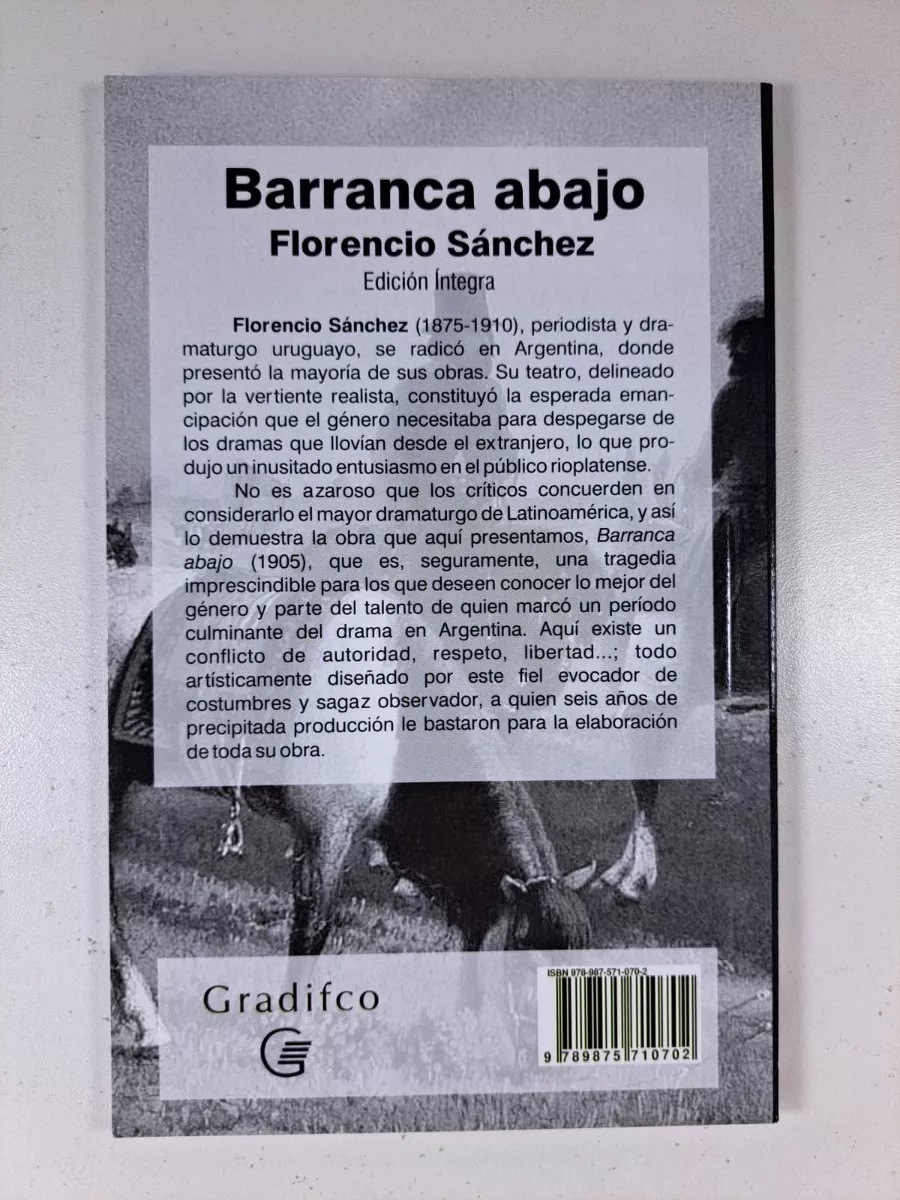 Barranca abajo
Florencio Sánchez
Edición Íntegra
Florencio Sánchez (1875-1910), periodista y dra-
maturgo uruguayo, se radicó en Argentina, donde
presentó la mayoría de sus obras. Su teatro, delineado
por la vertiente realista, constituyó la esperada eman-
cipación que el género necesitaba para despegarse de
los dramas que llovían desde el extranjero, lo que pro-
dujo un inusitado entusiasmo en el público rioplatense.
No es azaroso que los críticos concuerden en
considerarlo el mayor dramaturgo de Latinoamérica, y así
lo demuestra la obra que aquí presentamos, Barranca
abajo (1905), que es, seguramente, una tragedia
imprescindible para los que deseen conocer lo mejor del
género y parte del talento de quien marcó un período
culminante del drama en Argentina. Aquí existe un
conflicto de autoridad, respeto, libertad...; todo
artísticamente diseñado por este fiel evocador de
costumbres y sagaz observador, a quien seis años de
precipitada producción le bastaron para la elaboración
de toda su obra.
Gradifco
ISBN 978-987-571-070-2
9 789875 710702